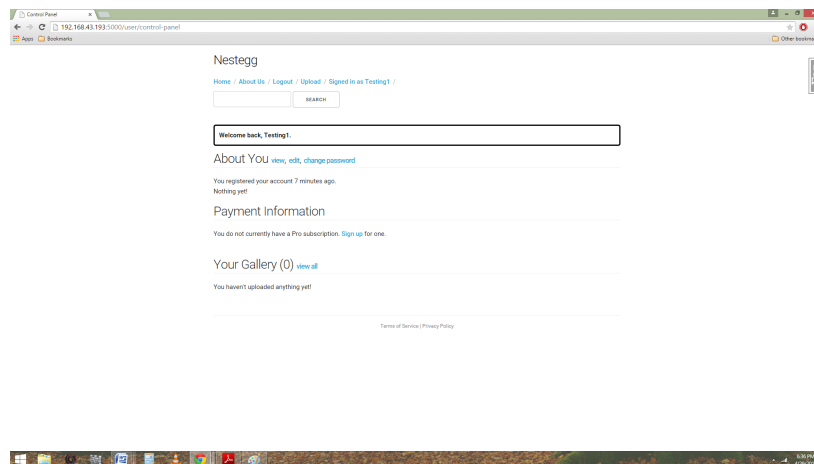 Control Panel
192.168.43.193:5000/user/control-panel
Apps Bookmarks
Nestegg
Home / About Us / Logout / Upload / Signed in as Testing1 /
SEARCH
Welcome back, Testing1.
About You view, edit, change password
You registered your account 7 minutes ago.
Nothing yet!
Payment Information
You do not currently have a Pro subscription. Sign up for one.
Your Gallery (0) view all
You haven't uploaded anything yet!
Terms of Service | Privacy Policy